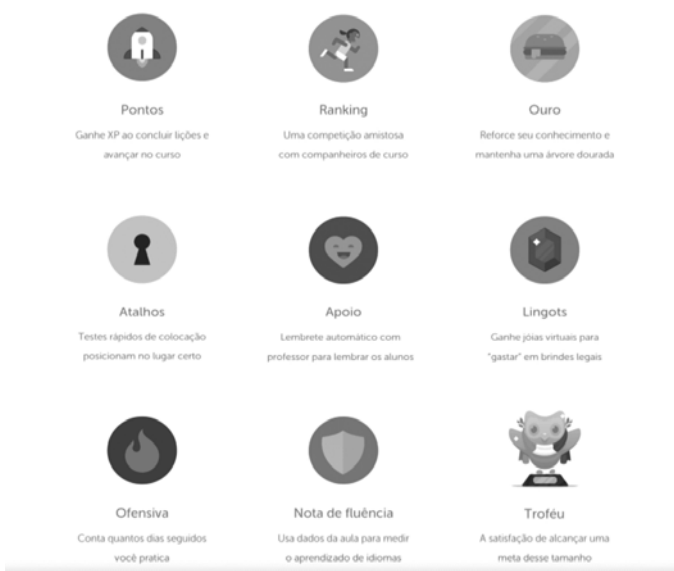 Pontos
Ganhe XP ao concluir lições e
avançar no curso
Ranking
Uma competição amistosa
com companheiros de curso
Ouro
Reforce seu conhecimento e
mantenha uma árvore dourada
Atalhos
Testes rápidos de colocação
posicionam no lugar certo
Apoio
Lembrete automático com
professor para lembrar os alunos
Lingots
Ganhe jóias virtuais para
"gastar" em brindes legais
Ofensiva
Conta quantos dias seguidos
você pratica
Nota de fluência
Usa dados da aula para medir
o aprendizado de idiomas
Troféu
A satisfação de alcançar uma
meta desse tamanho